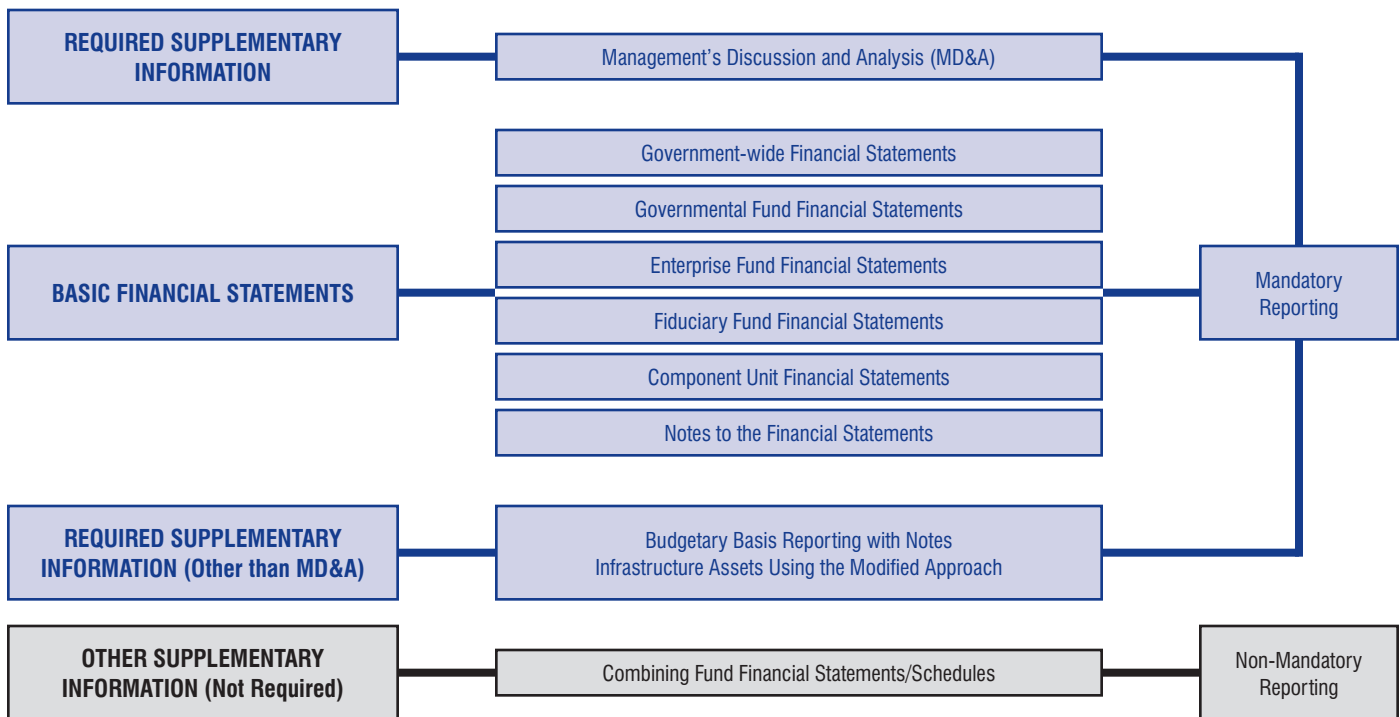 REQUIRED SUPPLEMENTARY
INFORMATION
Management’s Discussion and Analysis (MD&A)
Government-wide Financial Statements
Governmental Fund Financial Statements
Enterprise Fund Financial Statements
BASIC FINANCIAL STATEMENTS
Mandatory
Reporting
Fiduciary Fund Financial Statements
Component Unit Financial Statements
Notes to the Financial Statements
REQUIRED SUPPLEMENTARY
INFORMATION (Other than MD&A)
Budgetary Basis Reporting with Notes
Infrastructure Assets Using the Modified Approach
OTHER SUPPLEMENTARY
INFORMATION (Not Required)
Combining Fund Financial Statements/Schedules
Non-Mandatory
Reporting